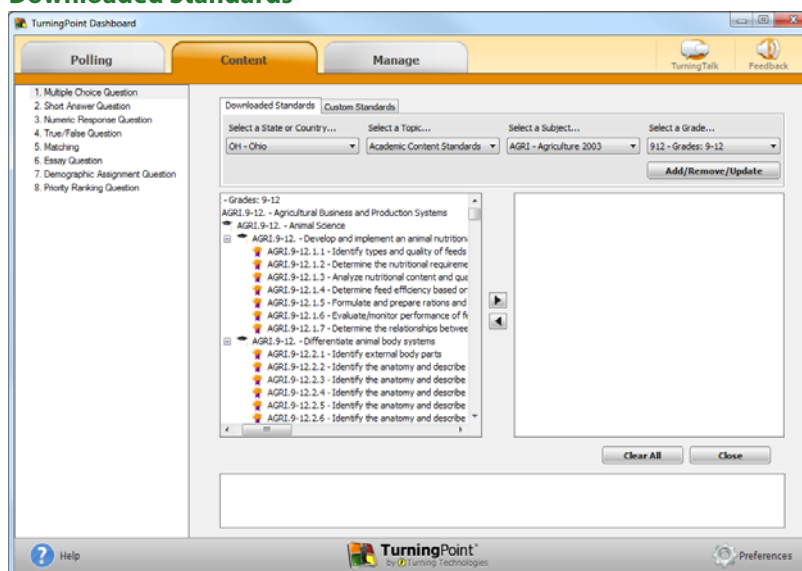 Downloaded Standards
TurningPoint Dashboard
Polling
Content
Manage
TurningTalk
Feedback
1. Multiple Choice Question
2. Short Answer Question
3. Numeric Response Question
4. True/False Question
5. Matching
6. Essay Question
7. Demographic Assignment Question
8. Priority Ranking Question
Downloaded Standards
Custom Standards
Select a State or Country...
Select a Topic...
Select a Subject...
Select a Grade...
OH - Ohio
Academic Content Standards
AGRI - Agriculture 2003
912 - Grades: 9-12
Add/Remove/Update
- Grades: 9-12
AGRI.9-12. - Agricultural Business and Production Systems
AGRI.9-12. - Animal Science
AGRI.9-12. - Develop and implement an animal nutrition
AGRI.9-12.1.1 - Identify types and quality of feeds
AGRI.9-12.1.2 - Determine the nutritional requireme
AGRI.9-12.1.3 - Analyze nutritional content and qua
AGRI.9-12.1.4 - Determine feed efficiency based or
AGRI.9-12.1.5 - Formulate and prepare rations and
AGRI.9-12.1.6 - Evaluate/monitor performance of
AGRI.9-12.1.7 - Determine the relationships betwee
AGRI.9-12. - Differentiate animal body systems
AGRI.9-12.2.1 - Identify external body parts
AGRI.9-12.2.2 - Identify the anatomy and describe
AGRI.9-12.2.3 - Identify the anatomy and describe
AGRI.9-12.2.4 - Identify the anatomy and describe
AGRI.9-12.2.5 - Identify the anatomy and describe
AGRI.9-12.2.6 - Identify the anatomy and describe
Clear All
Close
Help
TurningPoint
by Turning Technologies
Preferences